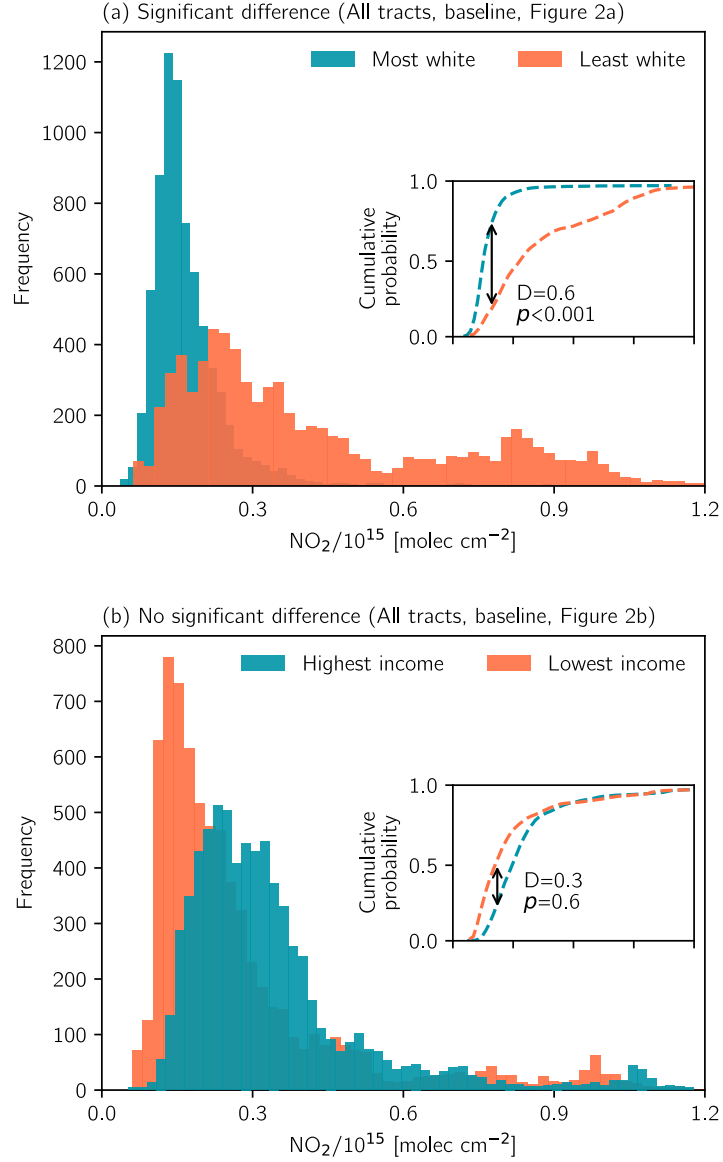 (a) Significant difference (All tracts, baseline, Figure 2a)
Most white Least white
1200
1000
800
600
400
200
0
Frequency
1.0
0.5
0.0
Cumulative
probability
D=0.6
p<0.001
0.0 0.3 0.6 0.9 1.2
NO₂/10¹⁵ [molec cm⁻²]
(b) No significant difference (All tracts, baseline, Figure 2b)
Highest income Lowest income
800
700
600
500
400
300
200
100
0
Frequency
1.0
0.5
0.0
Cumulative
probability
D=0.3
p=0.6
0.0 0.3 0.6 0.9 1.2
NO₂/10¹⁵ [molec cm⁻²]